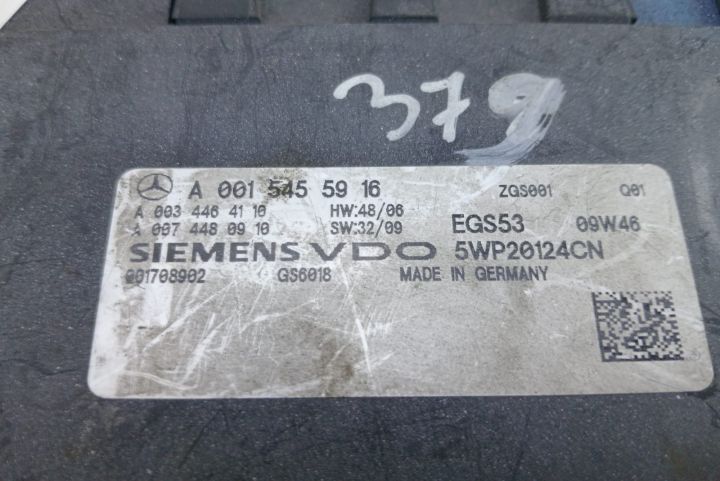 379
A 001 545 59 16 ZGS001 Q01
A 003 446 41 10 HW:48/06
A 007 448 09 10 SW:32/09 EGS53 09W46
SIEMENS VDO 5WP20124CN
001708902 GS6018 MADE IN GERMANY